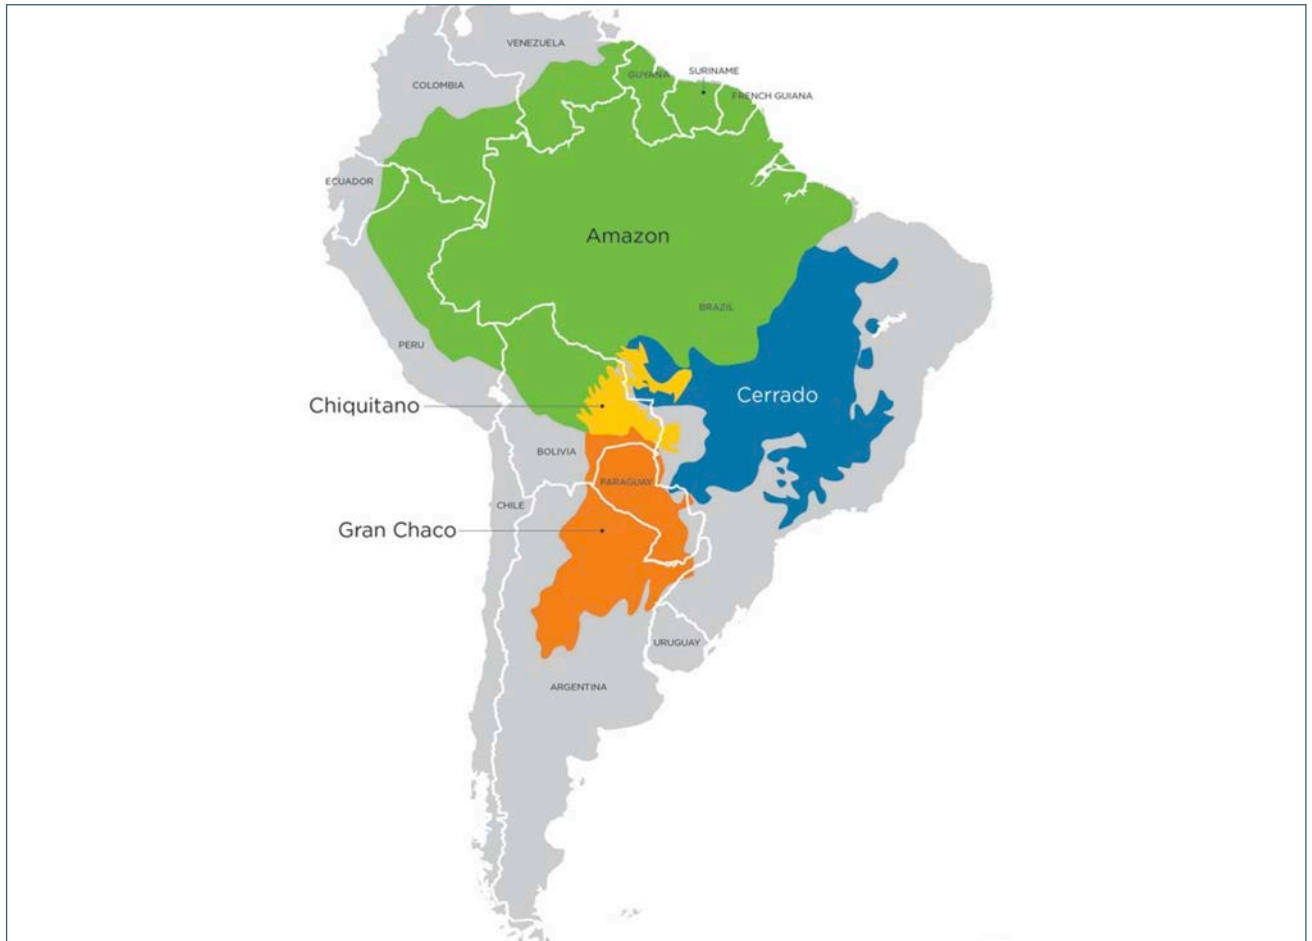 VENEZUELA
COLOMBIA
GUYANA
SURINAME
FRENCH GUIANA
ECUADOR
Amazon
BRAZIL
PERU
Chiquitano
Cerrado
BOLIVIA
PARAGUAY
CHILE
Gran Chaco
URUGUAY
ARGENTINA